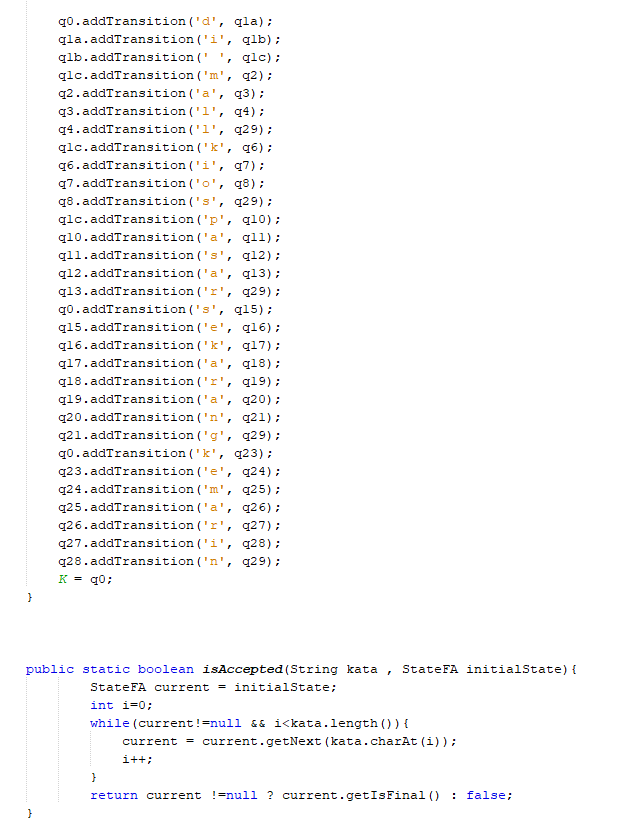 q0.addTransition('d', q1a);
q1a.addTransition('i', q1b);
q1b.addTransition(' ', q1c);
q1c.addTransition('m', q2);
q2.addTransition('a', q3);
q3.addTransition('l', q4);
q4.addTransition('l', q29);
q1c.addTransition('k', q6);
q6.addTransition('i', q7);
q7.addTransition('o', q8);
q8.addTransition('s', q29);
q1c.addTransition('p', q10);
q10.addTransition('a', q11);
q11.addTransition('s', q12);
q12.addTransition('a', q13);
q13.addTransition('r', q29);
q0.addTransition('s', q15);
q15.addTransition('e', q16);
q16.addTransition('k', q17);
q17.addTransition('a', q18);
q18.addTransition('r', q19);
q19.addTransition('a', q20);
q20.addTransition('n', q21);
q21.addTransition('g', q29);
q0.addTransition('k', q23);
q23.addTransition('e', q24);
q24.addTransition('m', q25);
q25.addTransition('a', q26);
q26.addTransition('r', q27);
q27.addTransition('i', q28);
q28.addTransition('n', q29);
K = q0;
}
public static boolean isAccepted(String kata , StateFA initialState){
StateFA current = initialState;
int i=0;
while(current!=null && i<kata.length()){
current = current.getNext(kata.charAt(i));
i++;
}
return current !=null ? current.getIsFinal() : false;
}